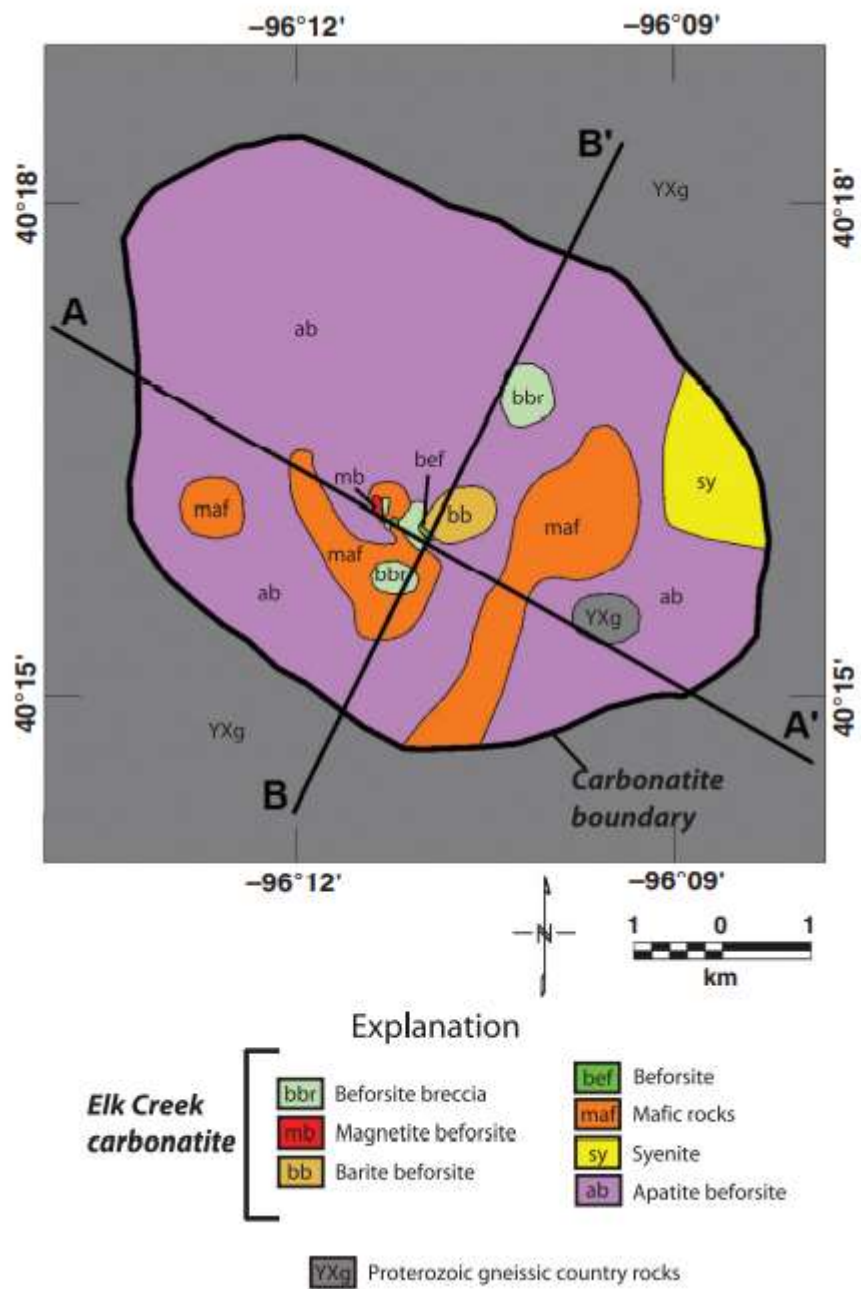 −96°12'
−96°09'
B'
YXg
40°18'
40°18'
A
ab
bbr
bef
mb
sy
maf
bb
maf
maf
bbr
ab
ab
YXg
40°15'
40°15'
YXg
A'
B
Carbonatite
boundary
−96°12'
−96°09'
N
1 0 1
km
Explanation
Elk Creek
carbonatite
bbr Beforsite breccia
mb Magnetite beforsite
bb Barite beforsite
bef Beforsite
maf Mafic rocks
sy Syenite
ab Apatite beforsite
YXg Proterozoic gneissic country rocks